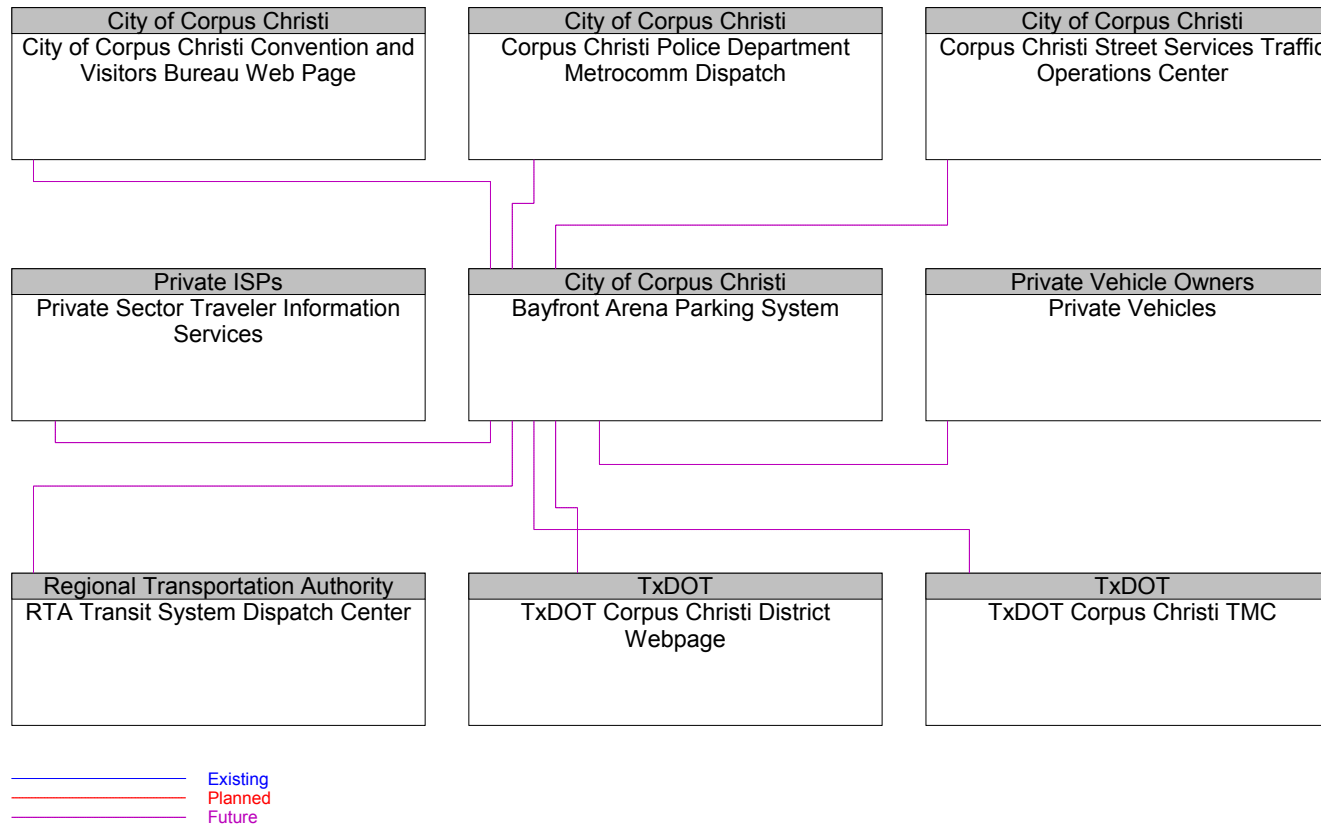 City of Corpus Christi
City of Corpus Christi Convention and
Visitors Bureau Web Page
City of Corpus Christi
Corpus Christi Police Department
Metrocomm Dispatch
City of Corpus Christi
Corpus Christi Street Services Traffic
Operations Center
Private ISPs
Private Sector Traveler Information
Services
City of Corpus Christi
Bayfront Arena Parking System
Private Vehicle Owners
Private Vehicles
Regional Transportation Authority
RTA Transit System Dispatch Center
TxDOT
TxDOT Corpus Christi District
Webpage
TxDOT
TxDOT Corpus Christi TMC
Existing
Planned
Future